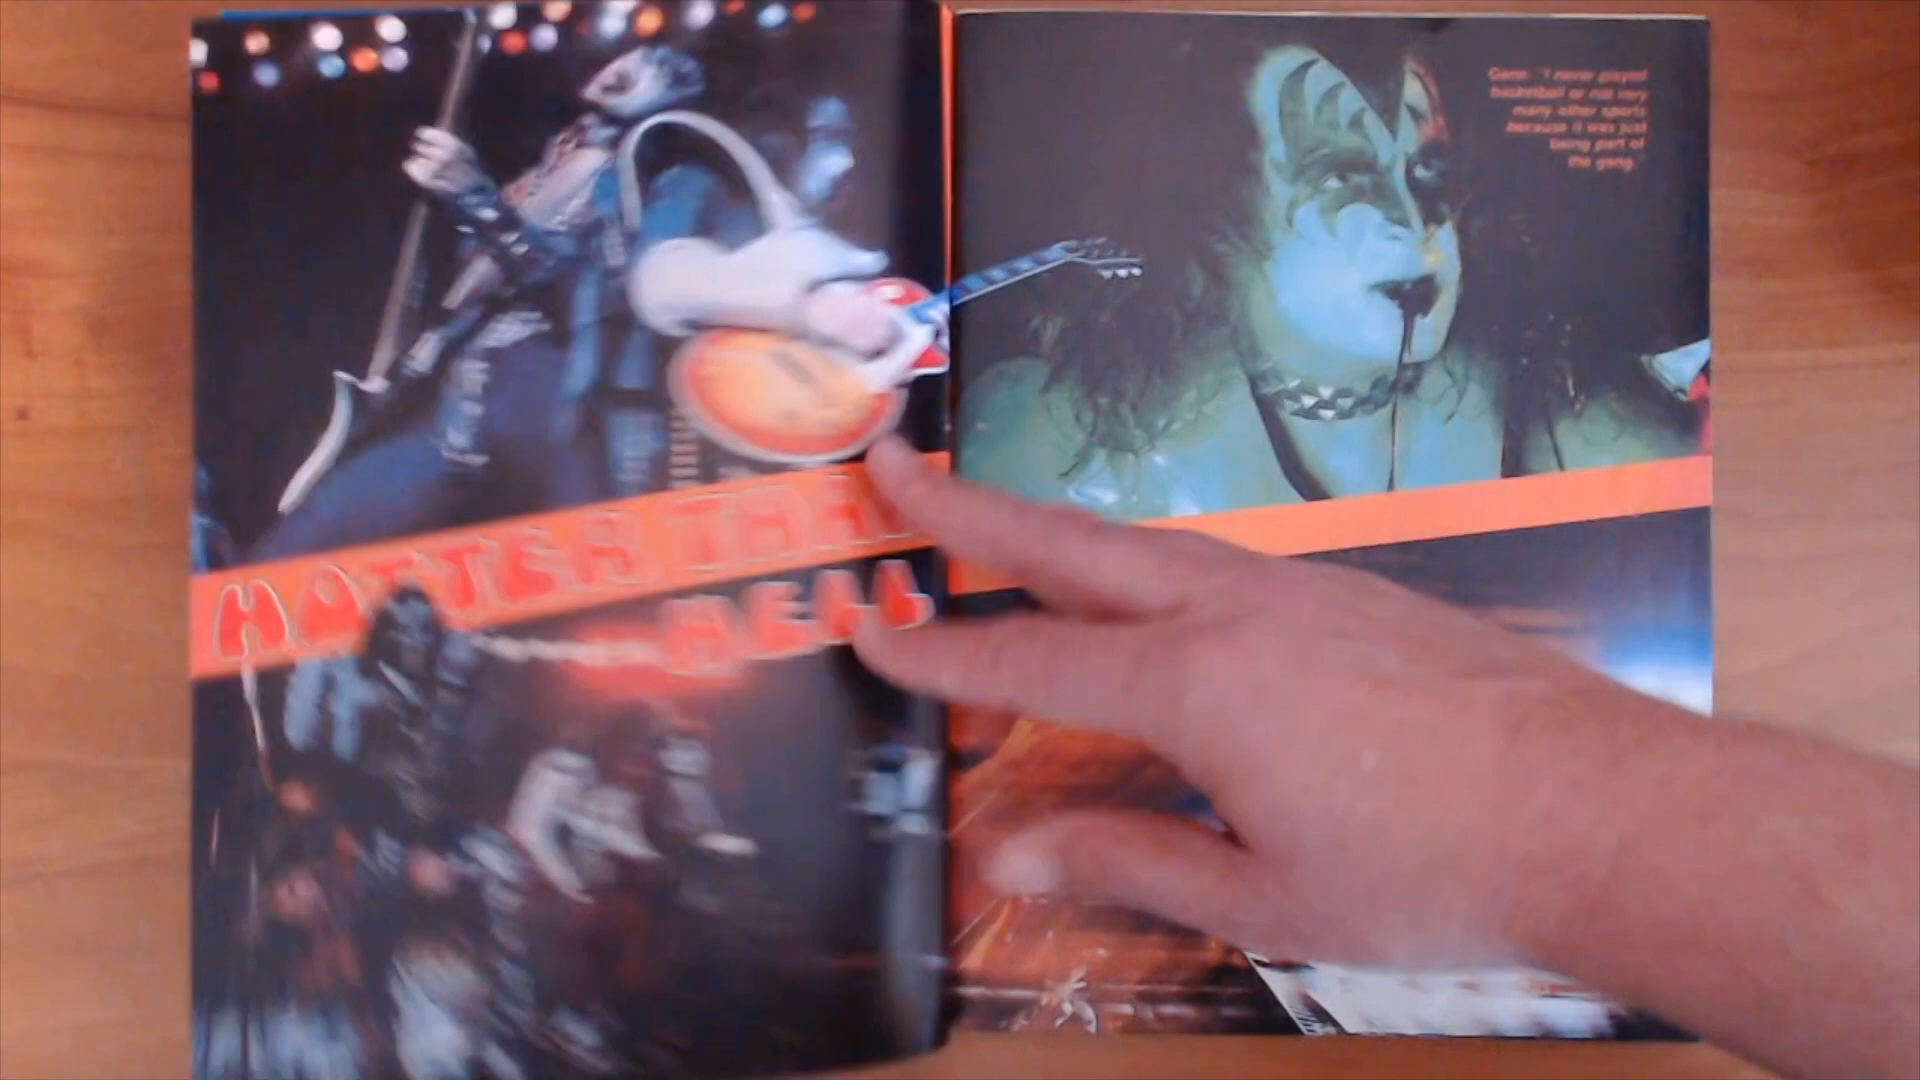 HOTTER THAN
HELL
Gene: "I never played
basketball or not very
many other sports
because it was just
being part of
the gang."